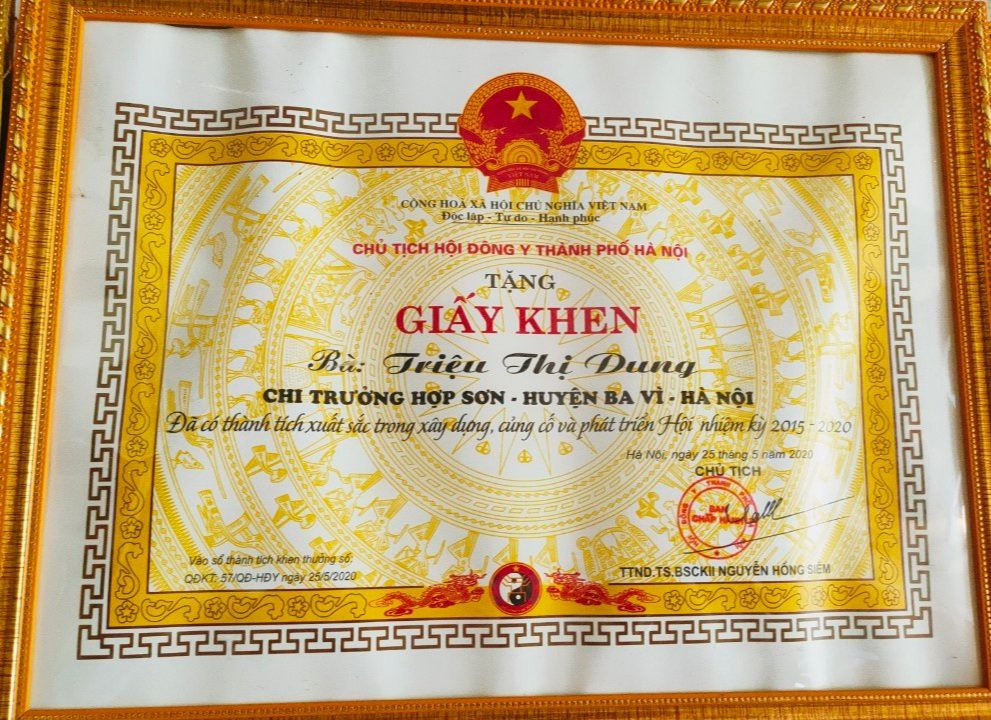 CỘNG HOÀ XÃ HỘI CHỦ NGHĨA VIỆT NAM
Độc lập - Tự do - Hạnh phúc
CHỦ TỊCH HỘI ĐÔNG Y THÀNH PHỐ HÀ NỘI
TẶNG
GIẤY KHEN
Bà: Triệu Thị Dung
CHI TRƯỞNG HỢP SƠN - HUYỆN BA VÌ - HÀ NỘI
Đã có thành tích xuất sắc trong xây dựng, củng cố và phát triển Hội nhiệm kỳ 2015 - 2020
Hà Nội, ngày 25 tháng 5 năm 2020
CHỦ TỊCH
BAN
CHẤP HÀNH
Vào sổ thành tích khen thưởng số:
QĐKT: 57/QĐ-HĐY ngày 25/5/2020
TTND.TS.BSCKII NGUYỄN HỒNG SIÊM